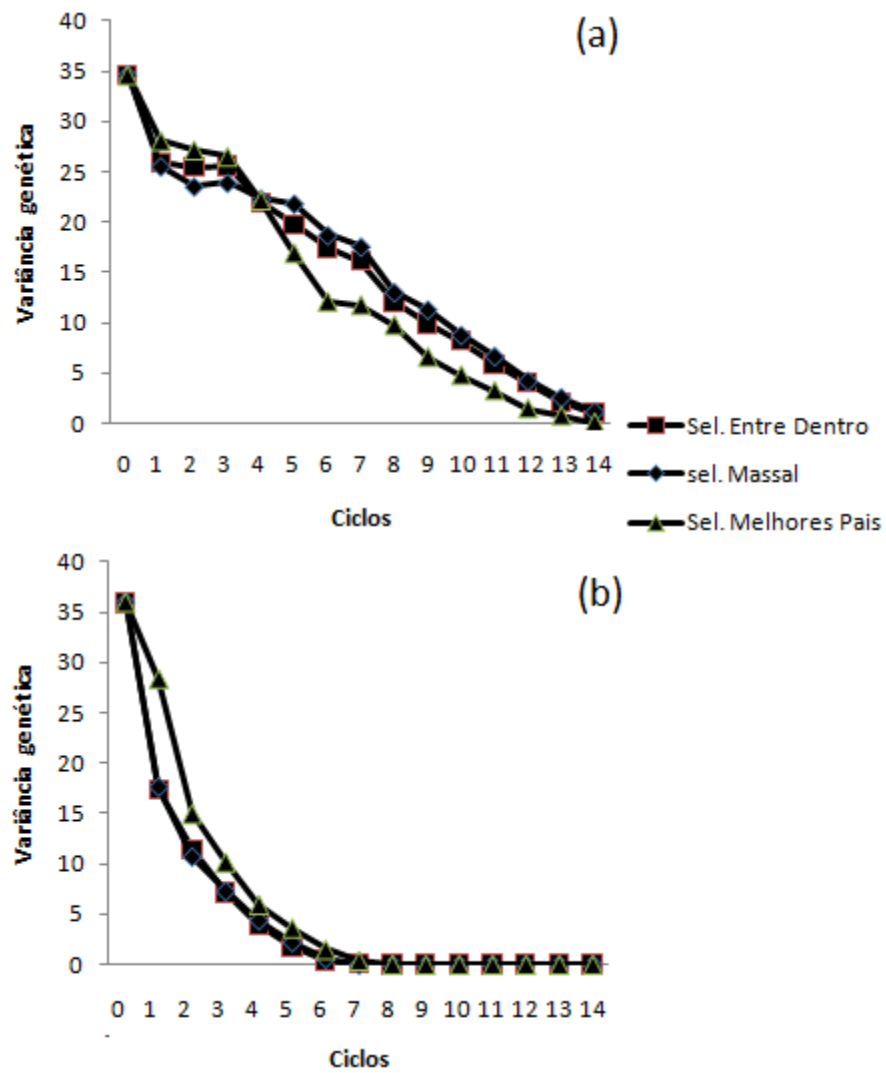 (a)
Variância genética
40
35
30
25
20
15
10
5
0
0 1 2 3 4 5 6 7 8 9 10 11 12 13 14
Ciclos
Sel. Entre Dentro
sel. Massal
Sel. Melhores Pais
(b)
Variância genética
40
35
30
25
20
15
10
5
0
0 1 2 3 4 5 6 7 8 9 10 11 12 13 14
Ciclos